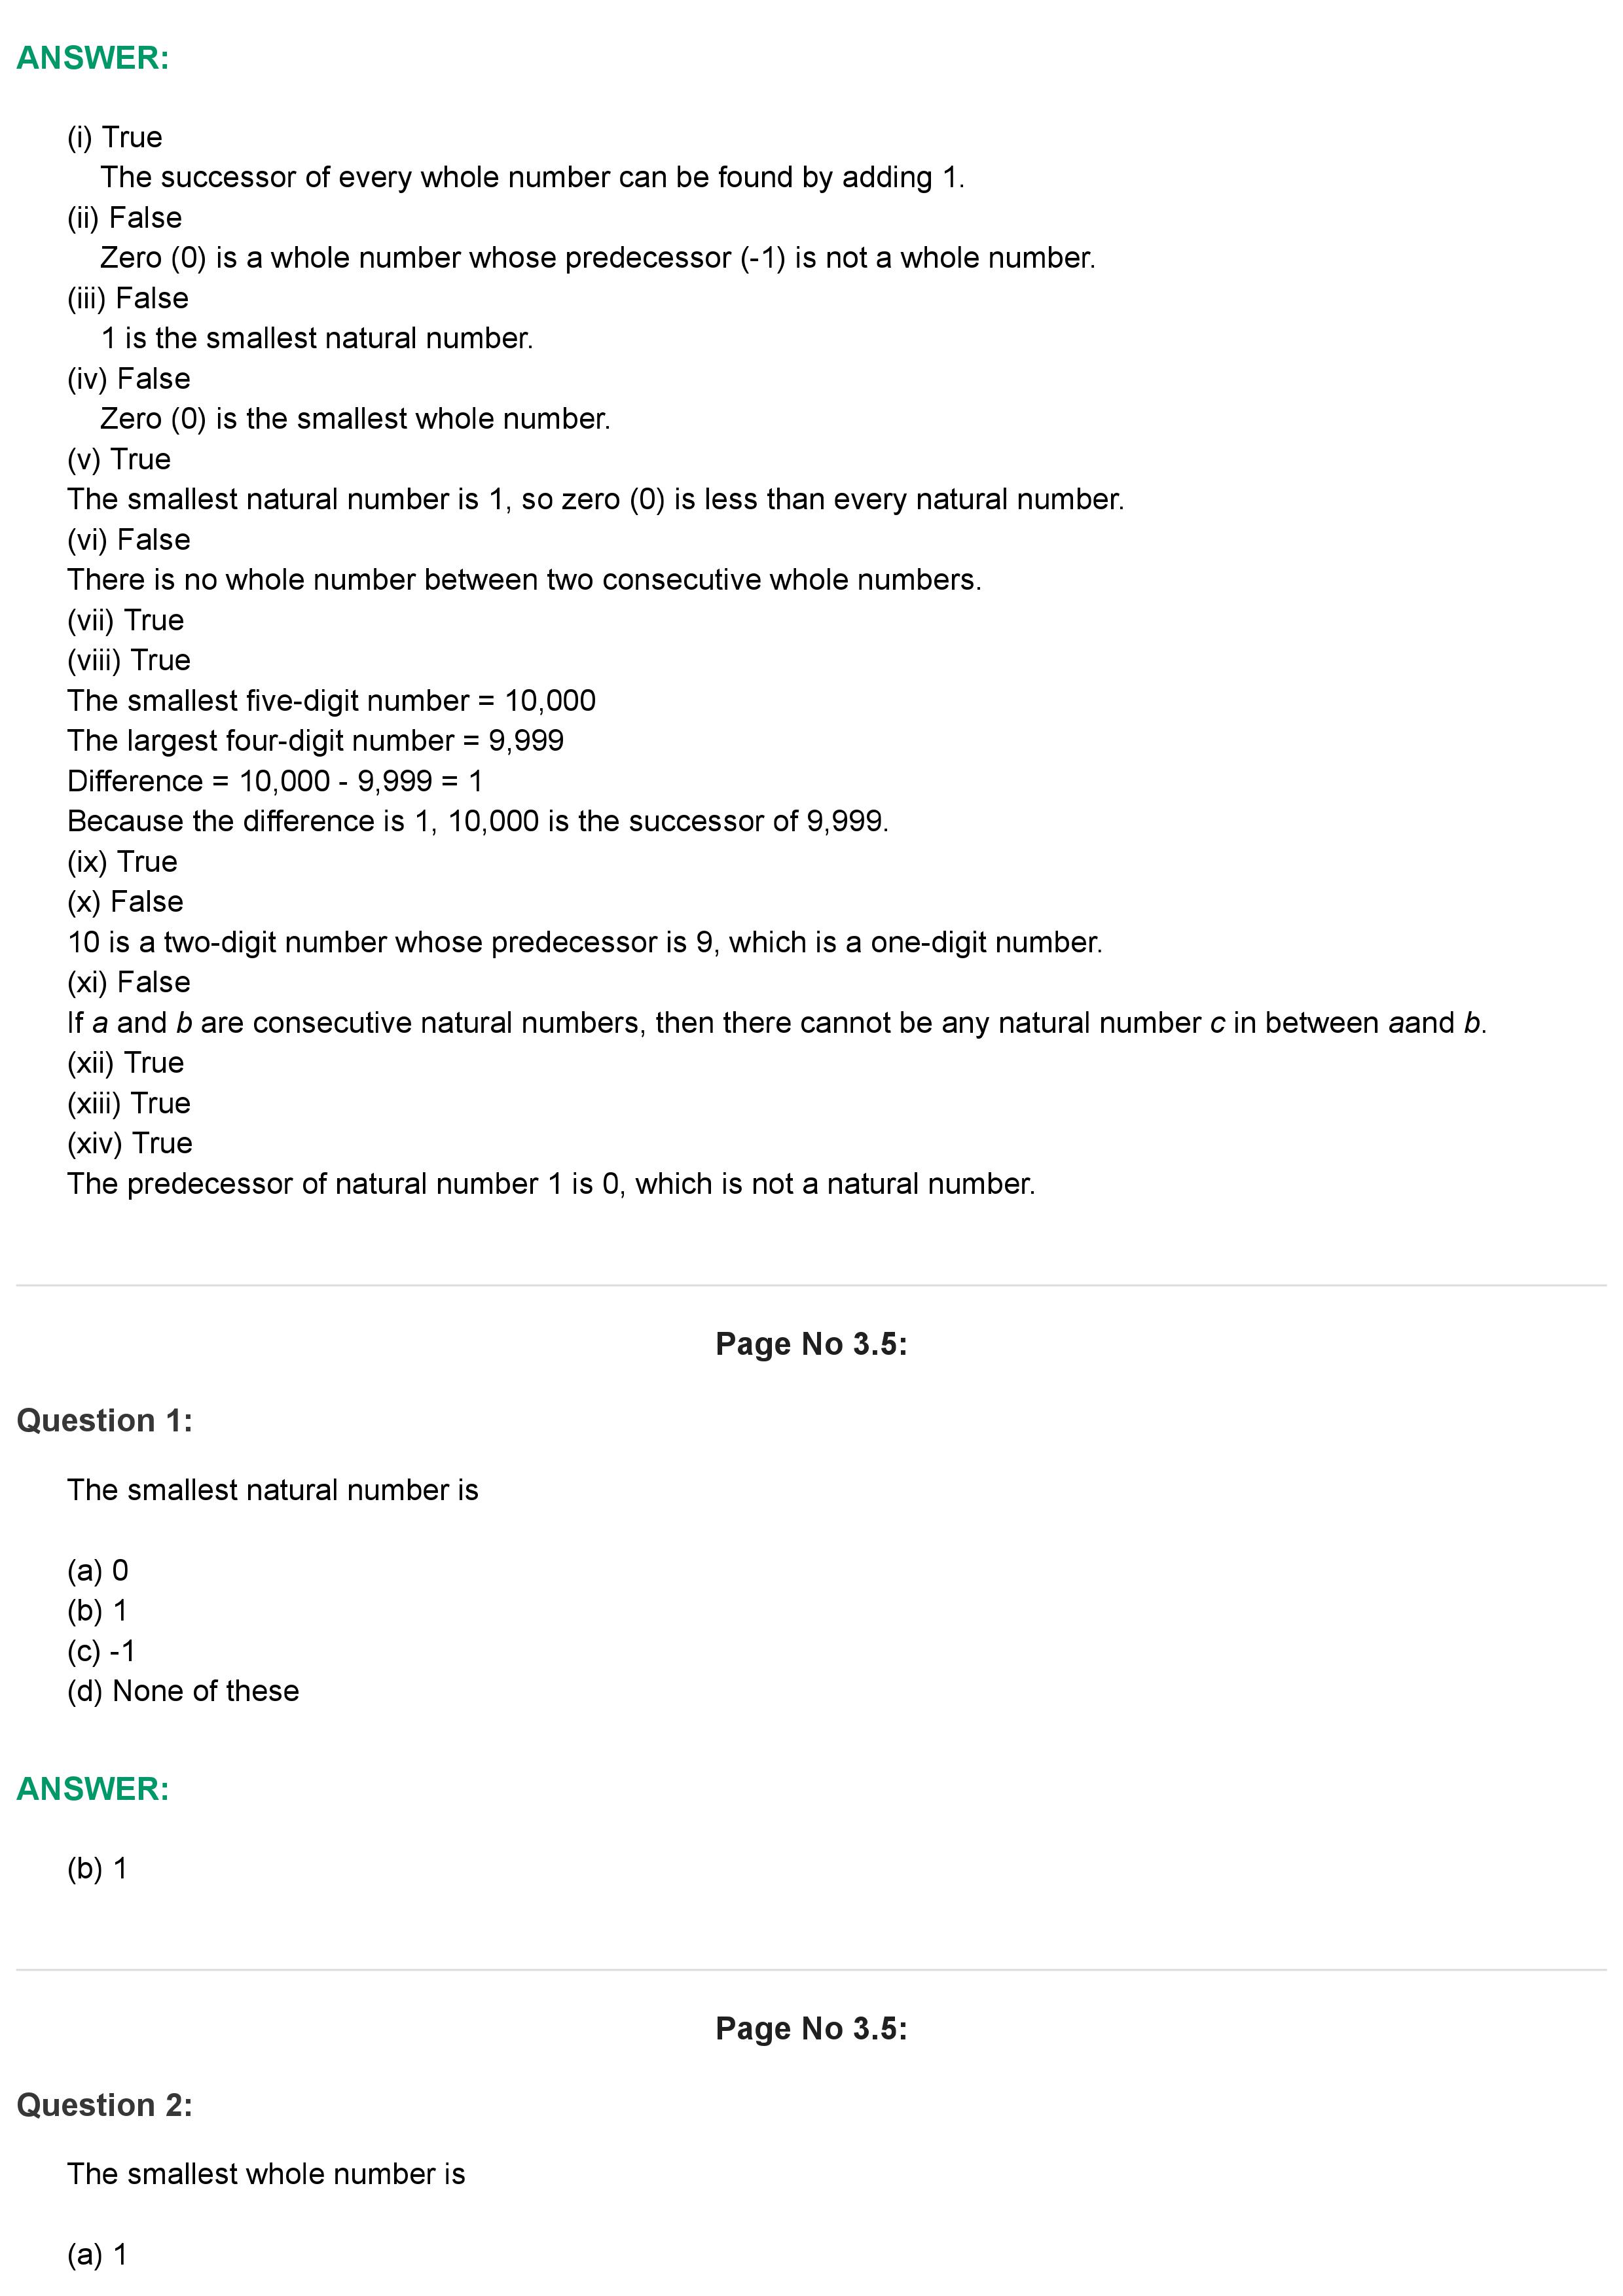 ANSWER:
(i) True
The successor of every whole number can be found by adding 1.
(ii) False
Zero (0) is a whole number whose predecessor (-1) is not a whole number.
(iii) False
1 is the smallest natural number.
(iv) False
Zero (0) is the smallest whole number.
(v) True
The smallest natural number is 1, so zero (0) is less than every natural number.
(vi) False
There is no whole number between two consecutive whole numbers.
(vii) True
(viii) True
The smallest five-digit number = 10,000
The largest four-digit number = 9,999
Difference = 10,000 - 9,999 = 1
Because the difference is 1, 10,000 is the successor of 9,999.
(ix) True
(x) False
10 is a two-digit number whose predecessor is 9, which is a one-digit number.
(xi) False
If a and b are consecutive natural numbers, then there cannot be any natural number c in between aand b.
(xii) True
(xiii) True
(xiv) True
The predecessor of natural number 1 is 0, which is not a natural number.
Page No 3.5:
Question 1:
The smallest natural number is
(a) 0
(b) 1
(c) -1
(d) None of these
ANSWER:
(b) 1
Page No 3.5:
Question 2:
The smallest whole number is
(a) 1